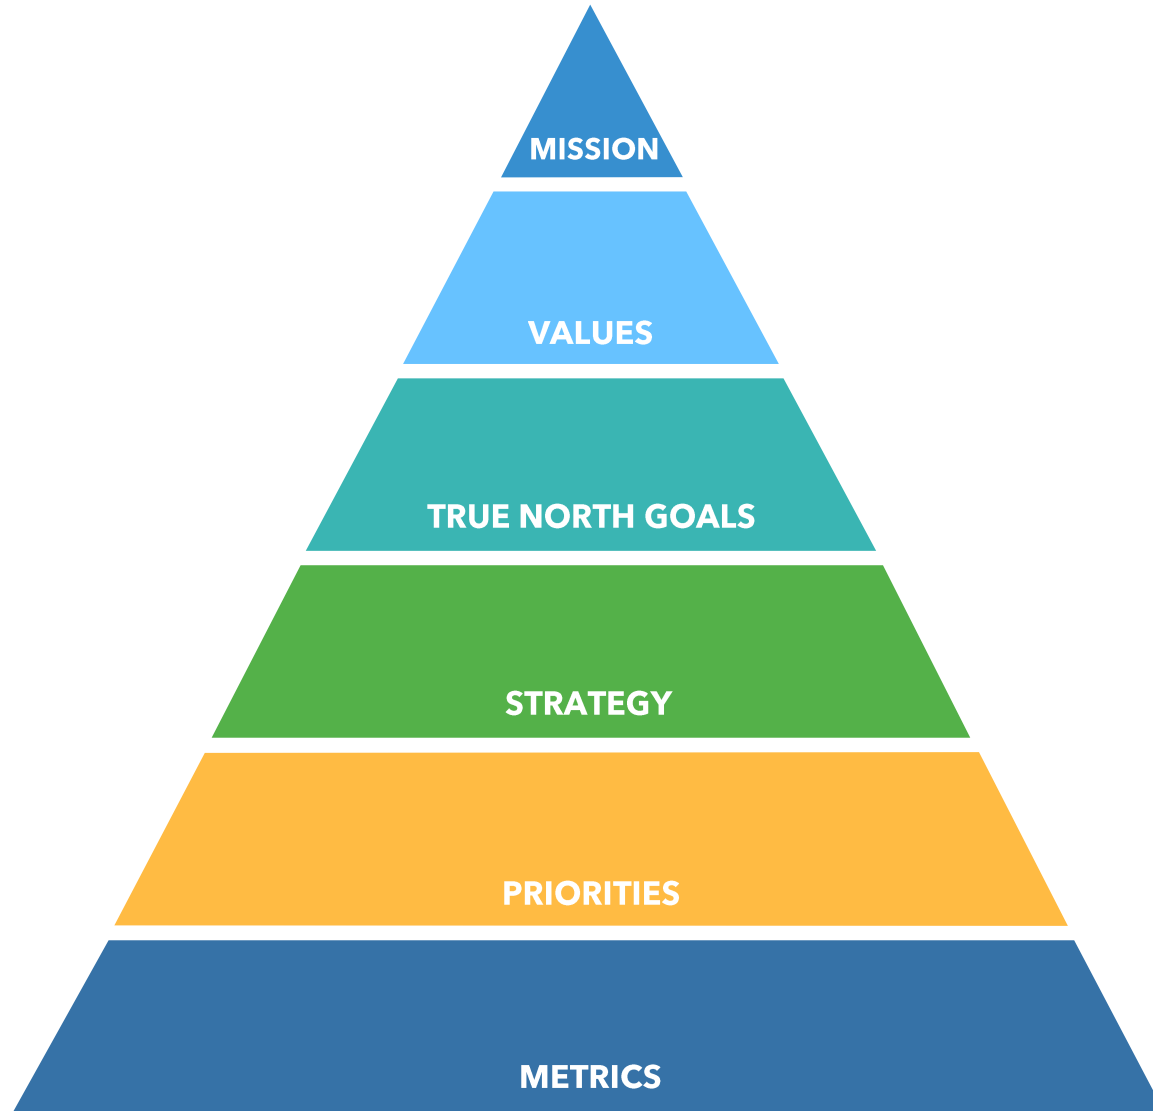 MISSION
VALUES
TRUE NORTH GOALS
STRATEGY
PRIORITIES
METRICS